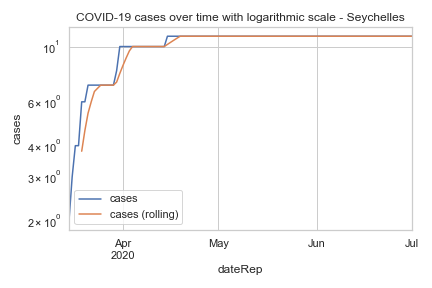 COVID-19 cases over time with logarithmic scale - Seychelles
cases
10¹
6 × 10⁰
4 × 10⁰
3 × 10⁰
2 × 10⁰
cases
cases (rolling)
Apr May Jun Jul
2020
dateRep